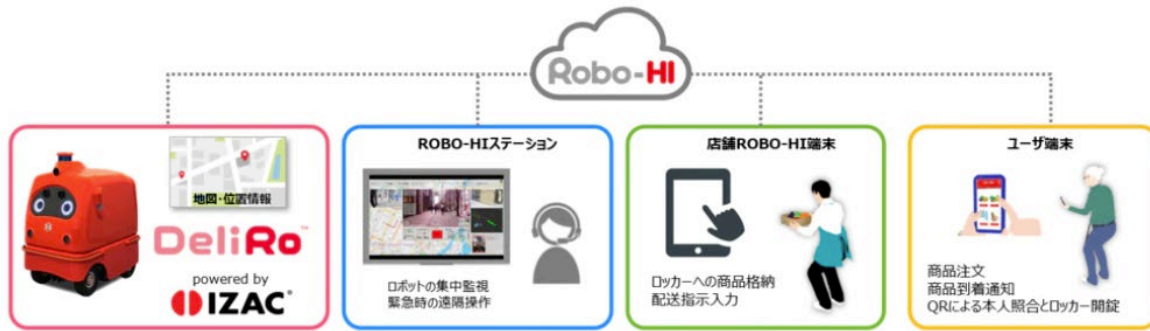 Robo-HI
地図・位置情報
DeliRo™
powered by
IZAC®
ROBO-HIステーション
ロボットの集中監視
緊急時の遠隔操作
店舗ROBO-HI端末
ロッカーへの商品格納
配送指示入力
ユーザ端末
商品注文
商品到着通知
QRによる本人照合とロッカー開錠